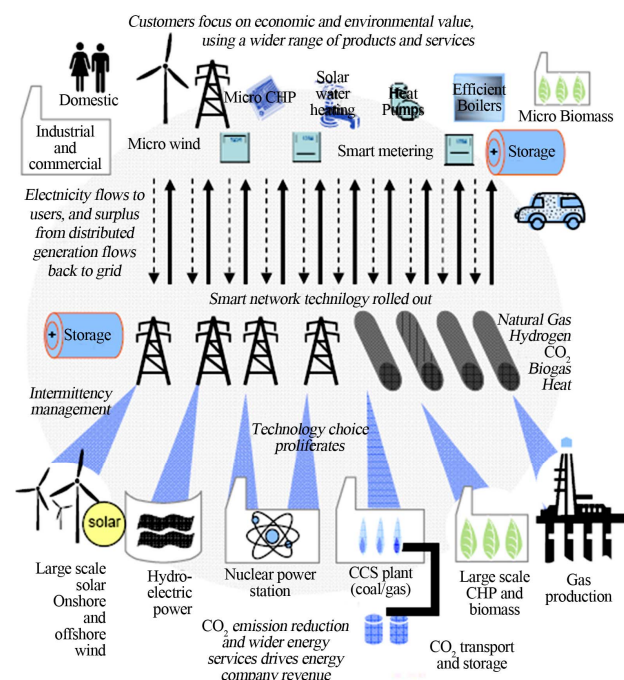 Customers focus on economic and environmental value,
using a wider range of products and services
Domestic
Industrial
and
commercial
Micro wind
Micro CHP
Solar
water
heating
Heat
Pumps
Efficient
Boilers
Micro Biomass
Smart metering
+ Storage
Electricity flows to
users, and surplus
from distributed
generation flows
back to grid
Smart network technilogy rolled out
+ Storage
Natural Gas
Hydrogen
CO₂
Biogas
Heat
Intermittency
management
Technology choice
proliferates
solar
Large scale
solar
Onshore
and
offshore
wind
Hydro-
electric
power
Nuclear power
station
CCS plant
(coal/gas)
Large scale
CHP and
biomass
Gas
production
CO₂ emission reduction
and wider energy
services drives energy
company revenue
CO₂ transport
and storage